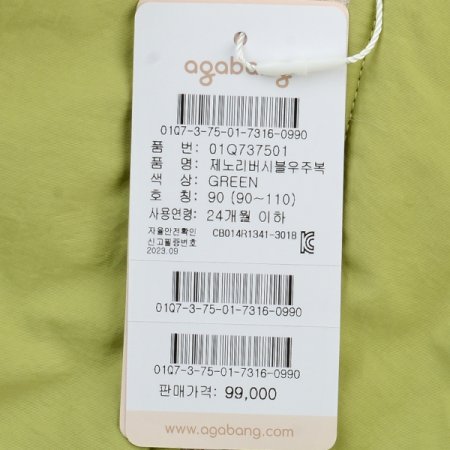 agabang
01Q7-3-75-01-7316-0990
품 번: 01Q737501
품 명: 제노리버시블우주복
색 상: GREEN
호 칭: 90 (90~110)
사용연령: 24개월 이하
자율안전확인
신고필증번호 CB014R1341-3018
2023.09
01Q7-3-75-01-7316-0990
01Q7-3-75-01-7316-0990
판매가격: 99,000
www.agabang.com